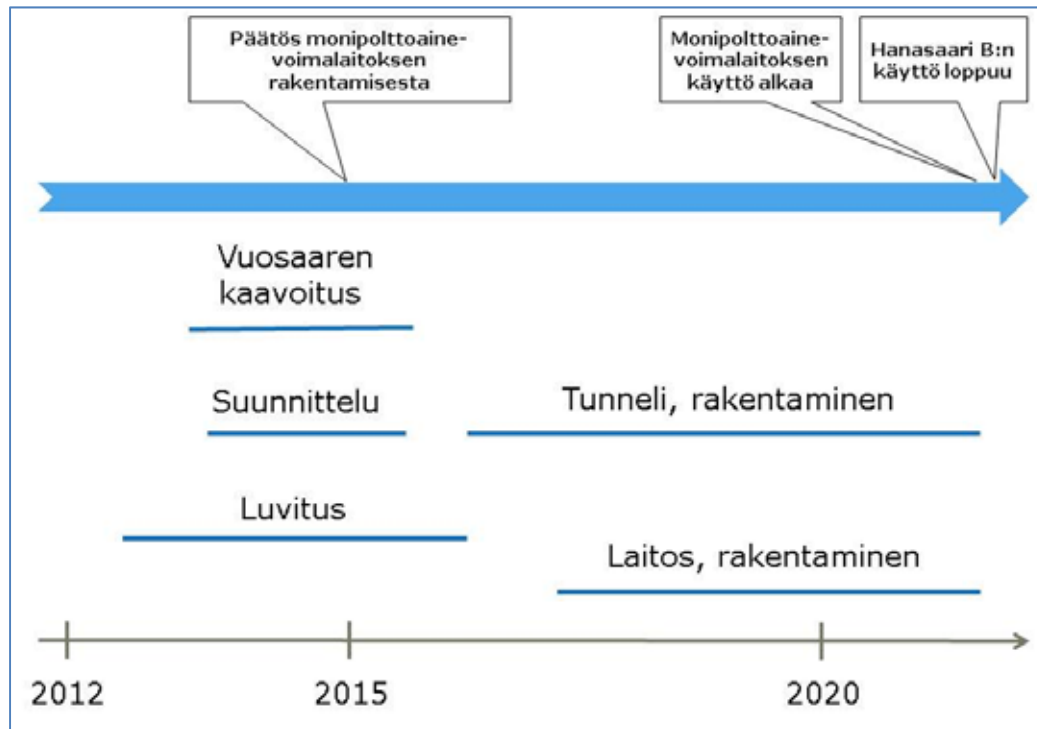 Päätös monipolttoaine-
voimalaitoksen
rakentamisesta
Monipolttoaine-
voimalaitoksen
käyttö alkaa
Hanasaari B:n
käyttö loppuu
Vuosaaren
kaavoitus
Suunnittelu
Tunneli, rakentaminen
Luvitus
Laitos, rakentaminen
2012
2015
2020